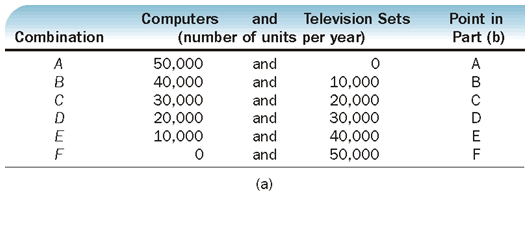 Computers and Television Sets Point in
Combination (number of units per year) Part (b)
A 50,000 and 0 A
B 40,000 and 10,000 B
C 30,000 and 20,000 C
D 20,000 and 30,000 D
E 10,000 and 40,000 E
F 0 and 50,000 F
(a)